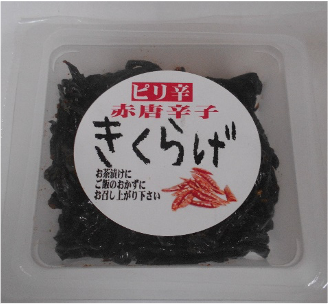 ピリ辛
赤唐辛子
きくらげ
お茶漬けに
ご飯のおかずに
お召し上がり下さい